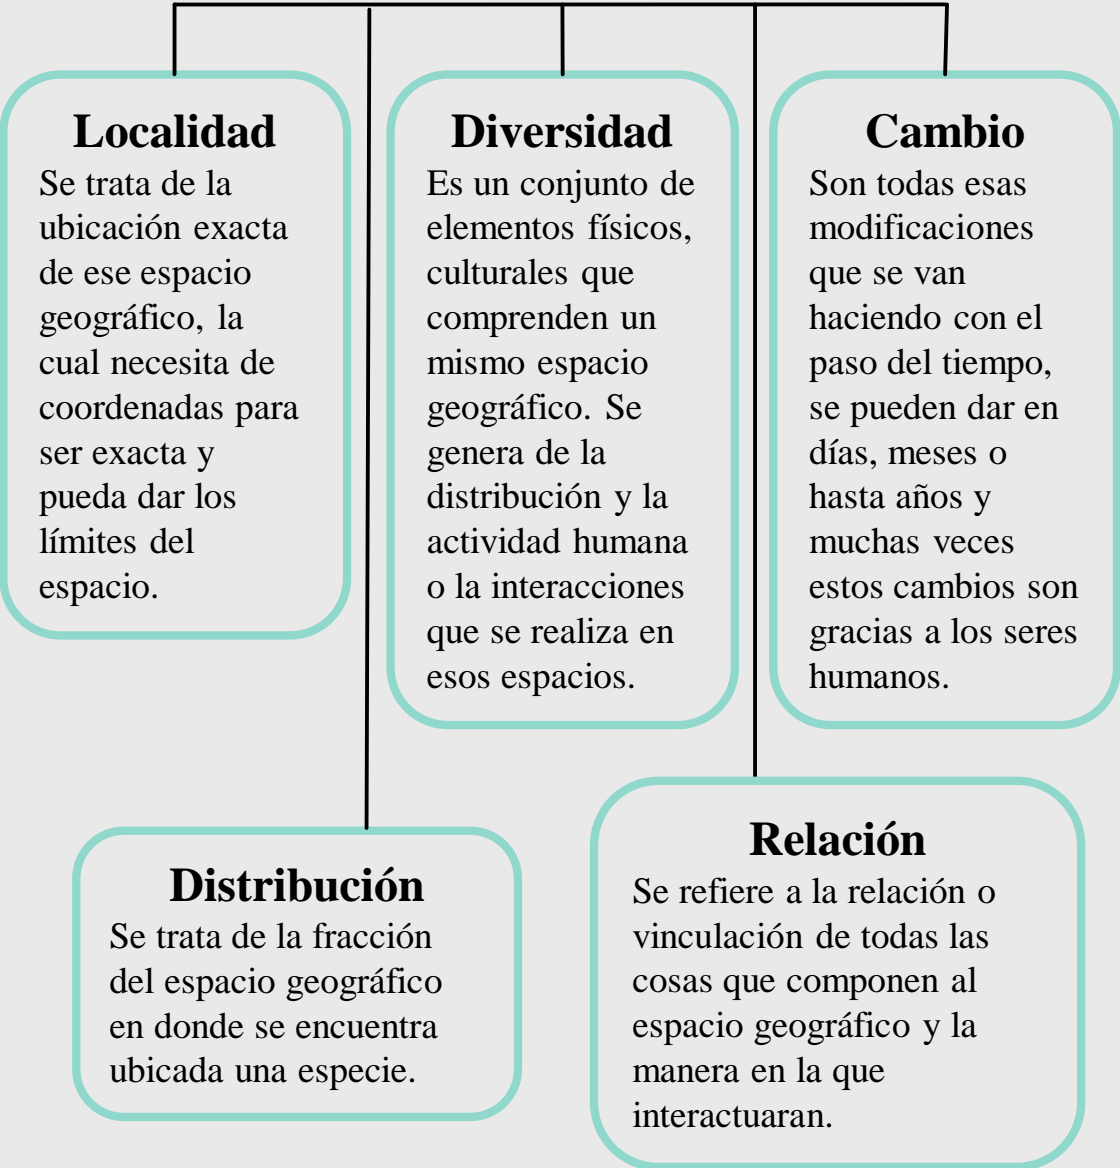 Localidad
Se trata de la
ubicación exacta
de ese espacio
geográfico, la
cual necesita de
coordenadas para
ser exacta y
pueda dar los
límites del
espacio.
Diversidad
Es un conjunto de
elementos físicos,
culturales que
comprenden un
mismo espacio
geográfico. Se
genera de la
distribución y la
actividad humana
o la interacciones
que se realiza en
esos espacios.
Cambio
Son todas esas
modificaciones
que se van
haciendo con el
paso del tiempo,
se pueden dar en
días, meses o
hasta años y
muchas veces
estos cambios son
gracias a los seres
humanos.
Distribución
Se trata de la fracción
del espacio geográfico
en donde se encuentra
ubicada una especie.
Relación
Se refiere a la relación o
vinculación de todas las
cosas que componen al
espacio geográfico y la
manera en la que
interactuaran.